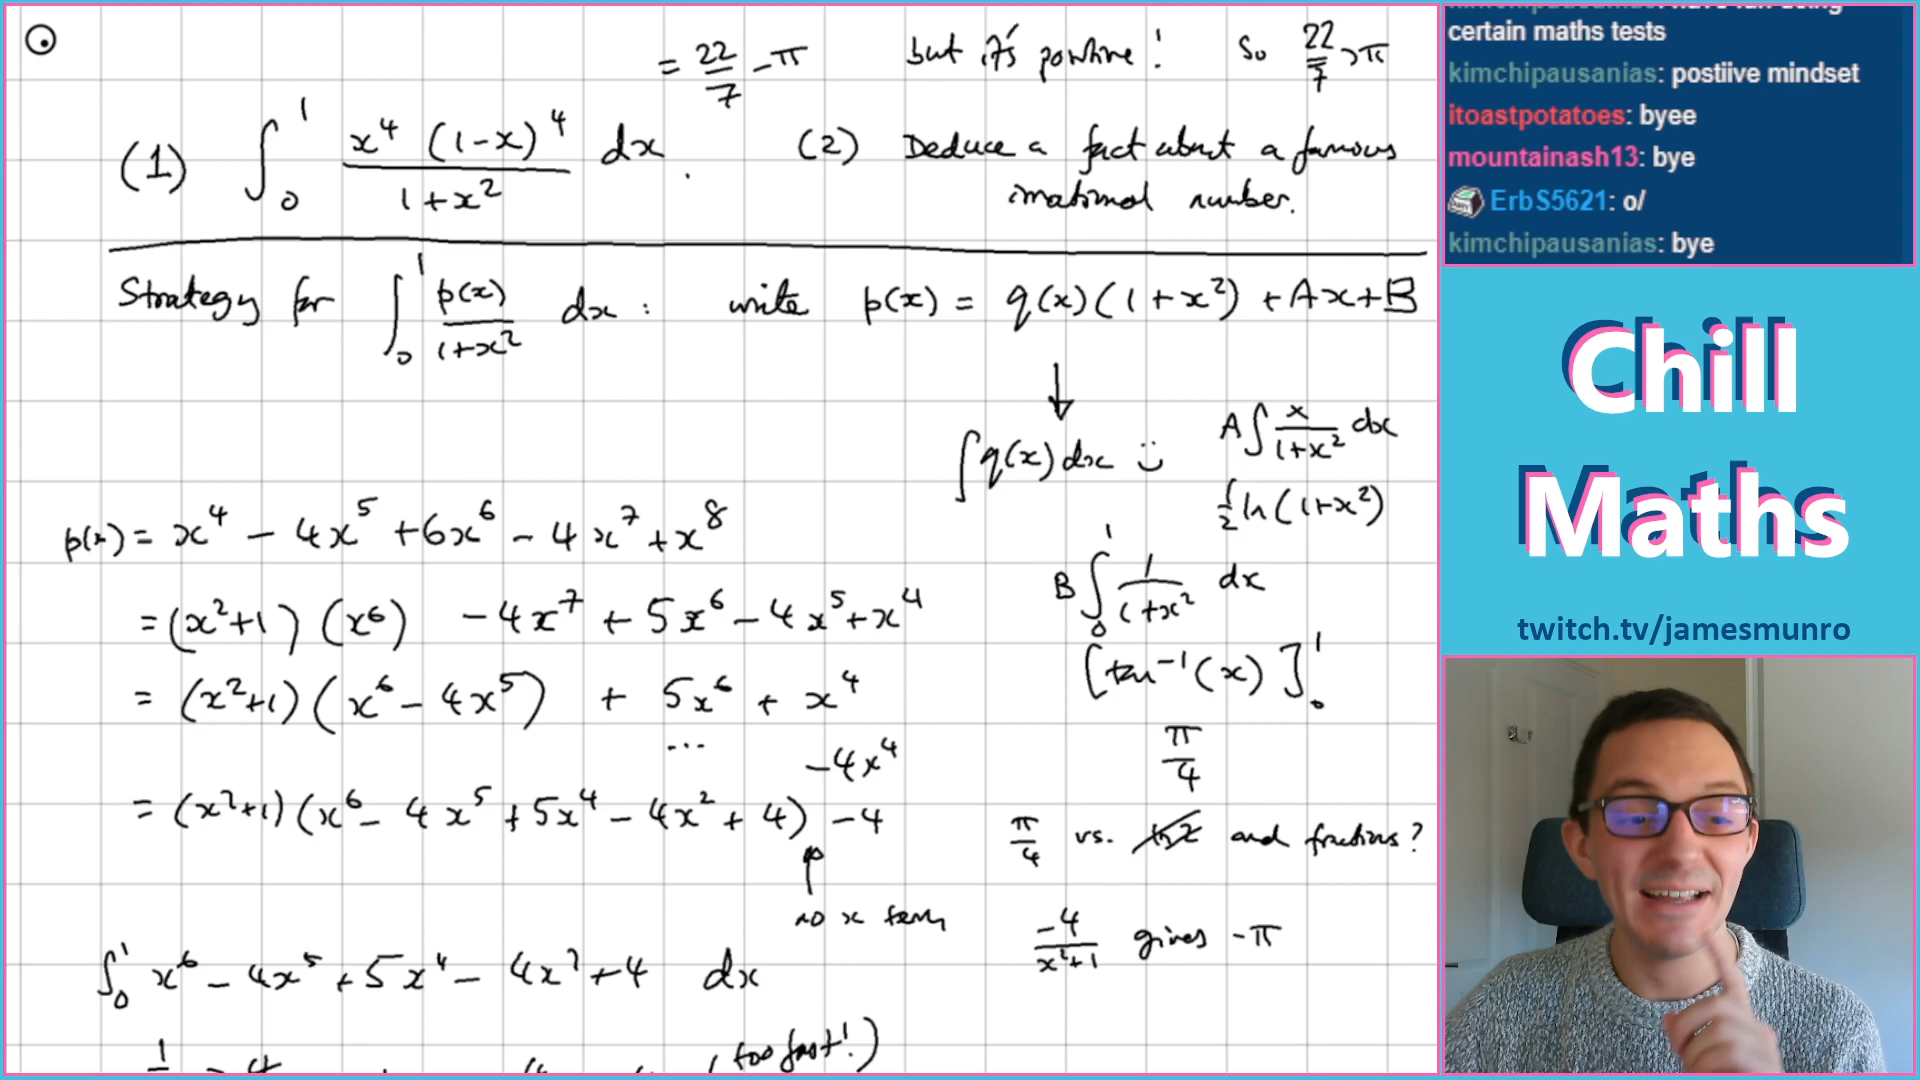 = 22/7 - π but it's positive! So 22/7 > π
(1) ∫₀¹ x⁴ (1-x)⁴ / 1+x² dx. (2) Deduce a fact about a famous
irrational number.
Strategy for ∫₀¹ p(x)/1+x² dx: write p(x) = q(x)(1+x²) + Ax+B
∫q(x)dx :) A∫ x/1+x² dx
½ ln(1+x²)
p(x) = x⁴ - 4x⁵ + 6x⁶ - 4x⁷ + x⁸
B∫₀¹ 1/1+x² dx
= (x²+1) (x⁶) - 4x⁷ + 5x⁶ - 4x⁵ + x⁴
[tan⁻¹(x)]₀¹
= (x²+1) (x⁶ - 4x⁵) + 5x⁶ + x⁴
π/4
... -4x⁴
= (x²+1) (x⁶ - 4x⁵ + 5x⁴ - 4x² + 4) - 4
π/4 vs. ln 2 and fractions?
no x term
-4/x²+1 gives -π
∫₀¹ x⁶ - 4x⁵ + 5x⁴ - 4x² + 4 dx
(too fast!)
certain maths tests
kimchipausanias: postiive mindset
itoastpotatoes: byee
mountainash13: bye
ErbS5621: o/
kimchipausanias: bye
Chill
Maths
twitch.tv/jamesmunro